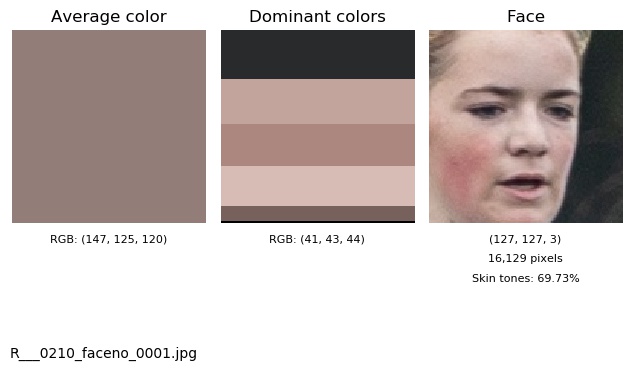 Average color
Dominant colors
Face
RGB: (147, 125, 120)
RGB: (41, 43, 44)
(127, 127, 3)
16,129 pixels
Skin tones: 69.73%
R___0210_faceno_0001.jpg